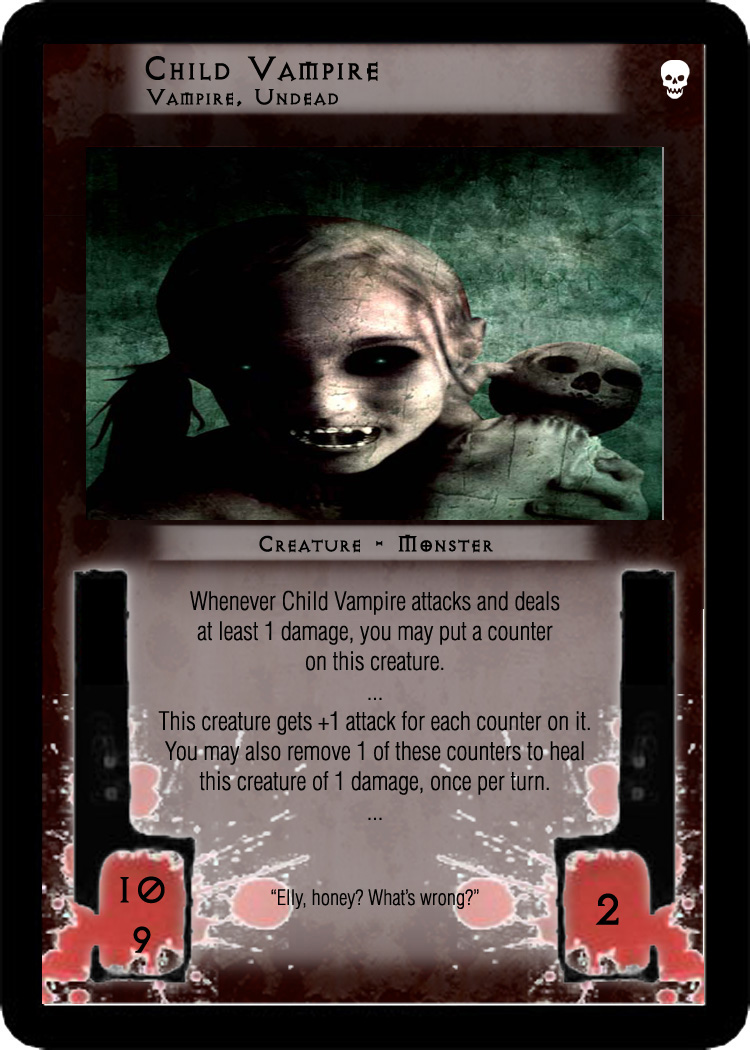 Child Vampire
Vampire, Undead
Creature - Monster
Whenever Child Vampire attacks and deals
at least 1 damage, you may put a counter
on this creature.
...
This creature gets +1 attack for each counter on it.
You may also remove 1 of these counters to heal
this creature of 1 damage, once per turn.
...
“Elly, honey? What's wrong?”
10
9
2